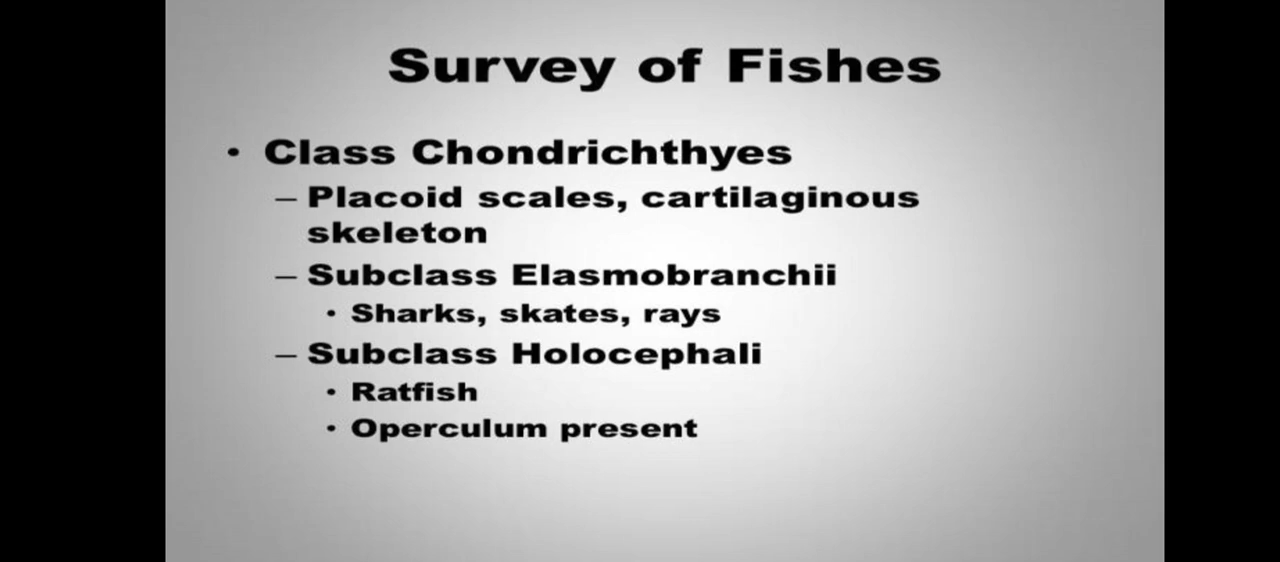 Survey of Fishes
• Class Chondrichthyes
– Placoid scales, cartilaginous
skeleton
– Subclass Elasmobranchii
• Sharks, skates, rays
– Subclass Holocephali
• Ratfish
• Operculum present